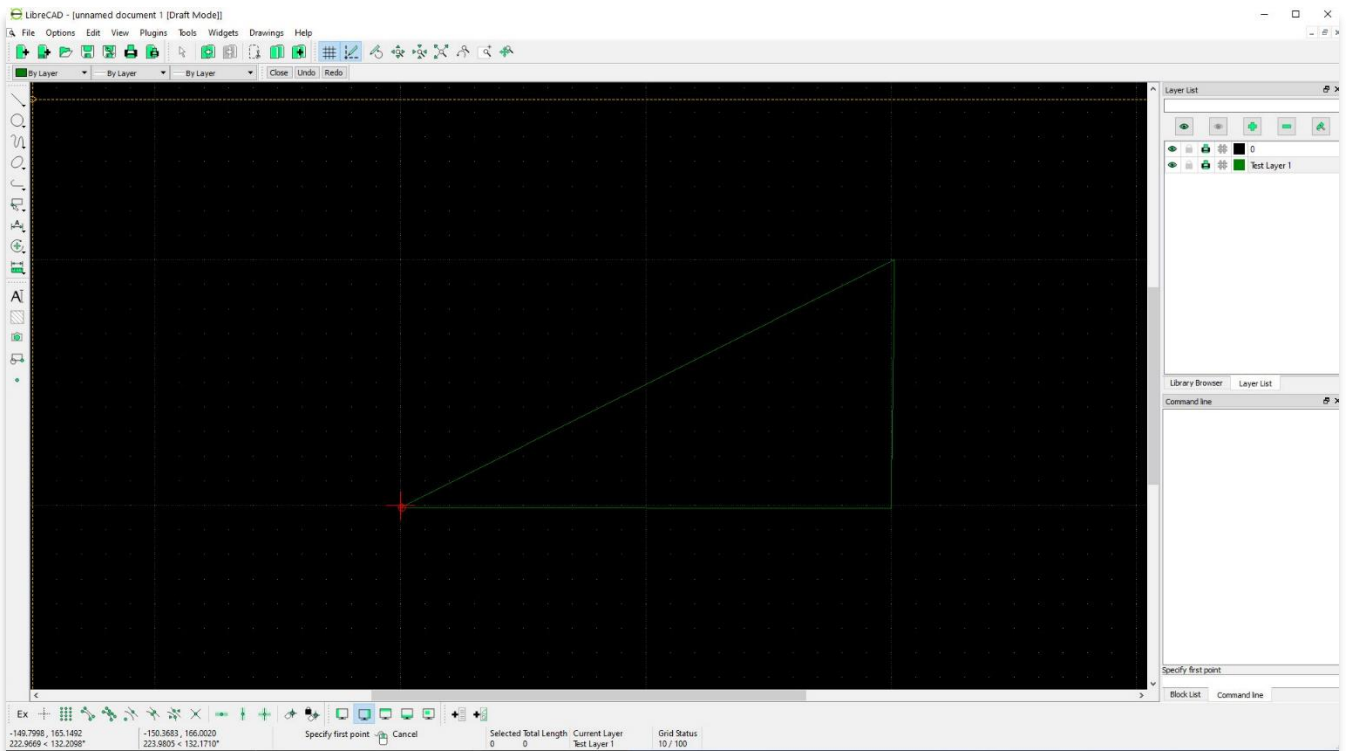 LibreCAD - [unnamed document 1 [Draft Mode]]
File Options Edit View Plugins Tools Widgets Drawings Help
By Layer By Layer By Layer Close Undo Redo
Layer List
0
Test Layer 1
A
Library Browser Layer List
Command line
Specify first point
Block List Command line
Ex
-149.7998 , 165.1492 -150.3683 , 166.0020 Specify first point Cancel Selected Total Length Current Layer Grid Status
222.9669 < 132.2098° 223.9805 < 132.1710° 0 0 Test Layer 1 10 / 100